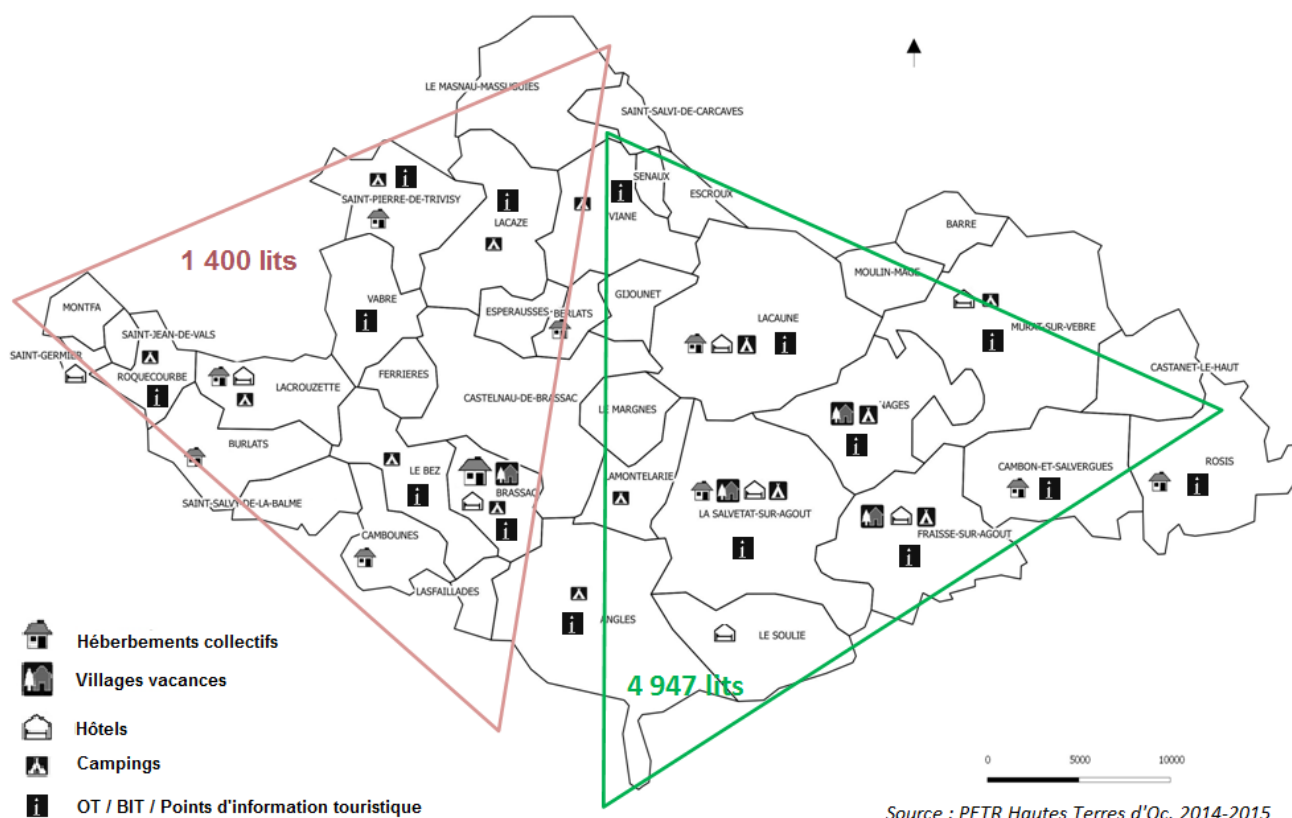 LE MASNAU-MASSUGUIES
SAINT-SALVI-DE-CARCAVES
SENAUX
ESCROUX
SAINT-PIERRE-DE-TRIVISY
LACAZE
VIANE
BARRE
1 400 lits
MOULIN-MAGE
MONTFA
VABRE
ESPERAUSSES
BERLATS
GIJOUNET
LACAUNE
MURAT-SUR-VEBRE
SAINT-JEAN-DE-VALS
SAINT-GERMIER
ROQUECOURBE
LACROUZETTE
FERRIERES
CASTELNAU-DE-BRASSAC
LE MARGNES
NAGES
CASTANET-LE-HAUT
BURLATS
LE BEZ
BRASSAC
LAMONTELARIE
LA SALVETAT-SUR-AGOUT
CAMBON-ET-SALVERGUES
ROSIS
SAINT-SALVY-DE-LA-BALME
CAMBOUNES
FRAISSE-SUR-AGOUT
LASFAILLADES
ANGLES
LE SOULIE
4 947 lits
Héberbements collectifs
Villages vacances
Hôtels
Campings
OT / BIT / Points d'information touristique
0 5000 10000
Source : PETR Hautes Terres d'Oc, 2014-2015